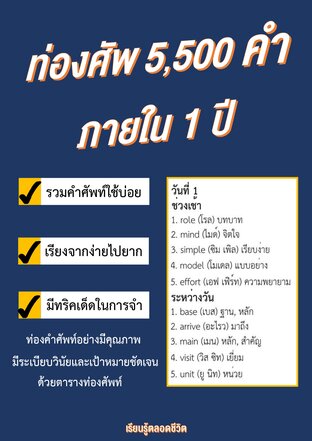 ท่องศัพ 5,500 คำ
ภายใน 1 ปี
รวมคำศัพท์ใช้บ่อย
เรียงจากง่ายไปยาก
มีทริคเด็ดในการจำ
ท่องคำศัพท์อย่างมีคุณภาพ
มีระเบียบวินัยและเป้าหมายชัดเจน
ด้วยตารางท่องศัพท์
วันที่ 1
ช่วงเช้า
1. role (โรล) บทบาท
2. mind (ไมด์) จิตใจ
3. simple (ซิม เพิล) เรียบง่าย
4. model (โมเดล) แบบอย่าง
5. effort (เอฟ เฟิร์ท) ความพยายาม
ระหว่างวัน
1. base (เบส) ฐาน, หลัก
2. arrive (อะไรว) มาถึง
3. main (เมน) หลัก, สำคัญ
4. visit (วิส ซิท) เยี่ยม
5. unit (ยู นิท) หน่วย
เรียนรู้ตลอดชีวิต